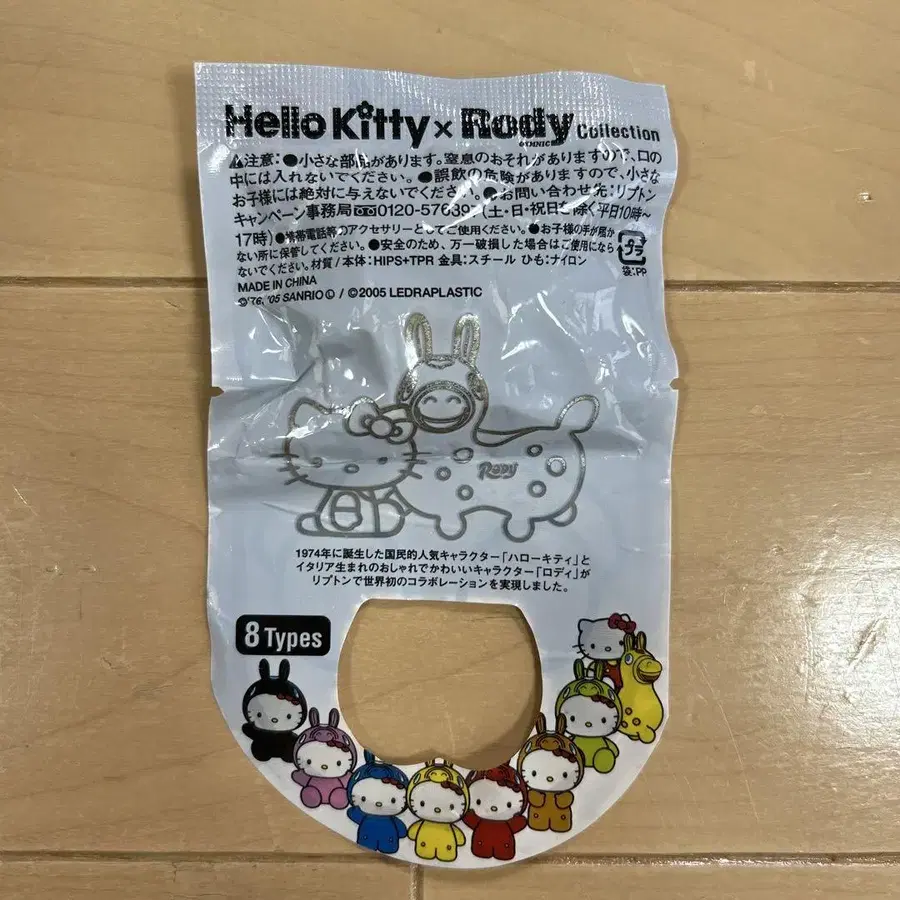 Hello Kitty × Rody Collection
⚠注意:●小さな部品があります。窒息のおそれがありますので、口の
中には入れないでください。●誤飲の危険がありますので、小さな
お子様には絶対に与えないでください。●お問い合わせ先:リプトン
キャンペーン事務局 0120-57639 (土・日・祝日を除く平日10時~
17時)●携帯電話等のアクセサリーとしてご使用ください。●お子様の手が届か
ない所に保管してください。●安全のため、万一破損した場合はご使用になら
ないでください。材質/本体:HIPS+TPR 金具:スチール ひも:ナイロン
プラ
袋:PP
MADE IN CHINA
©'76, '05 SANRIO Ⓛ / ©2005 LEDRAPLASTIC
Rody
1974年に誕生した国民的人気キャラクター「ハローキティ」と
イタリア生まれのおしゃれでかわいいキャラクター「ロディ」が
リプトンで世界初のコラボレーションを実現しました。
8 Types